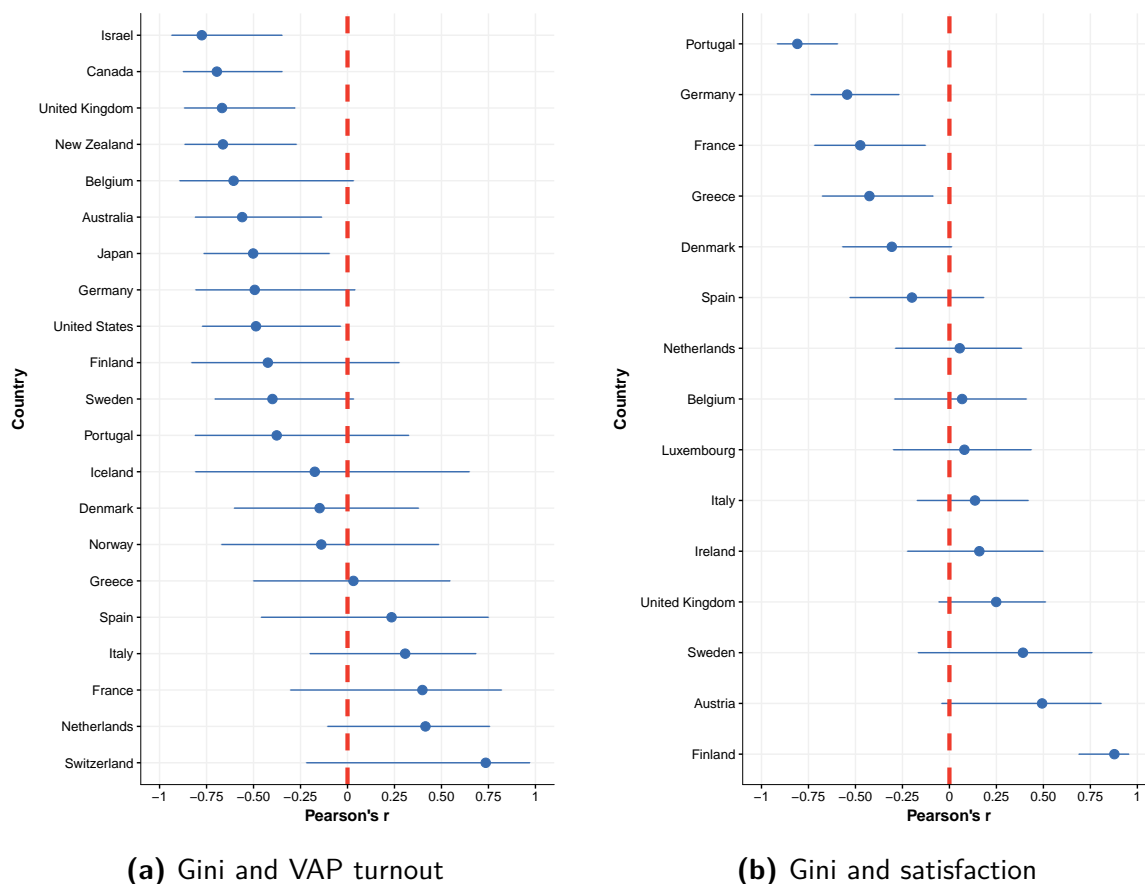 Country
Israel
Canada
United Kingdom
New Zealand
Belgium
Australia
Japan
Germany
United States
Finland
Sweden
Portugal
Iceland
Denmark
Norway
Greece
Spain
Italy
France
Netherlands
Switzerland
−1 −0.75 −0.50 −0.25 0 0.25 0.50 0.75 1
Pearson's r
(a) Gini and VAP turnout
Country
Portugal
Germany
France
Greece
Denmark
Spain
Netherlands
Belgium
Luxembourg
Italy
Ireland
United Kingdom
Sweden
Austria
Finland
−1 −0.75 −0.50 −0.25 0 0.25 0.50 0.75 1
Pearson's r
(b) Gini and satisfaction